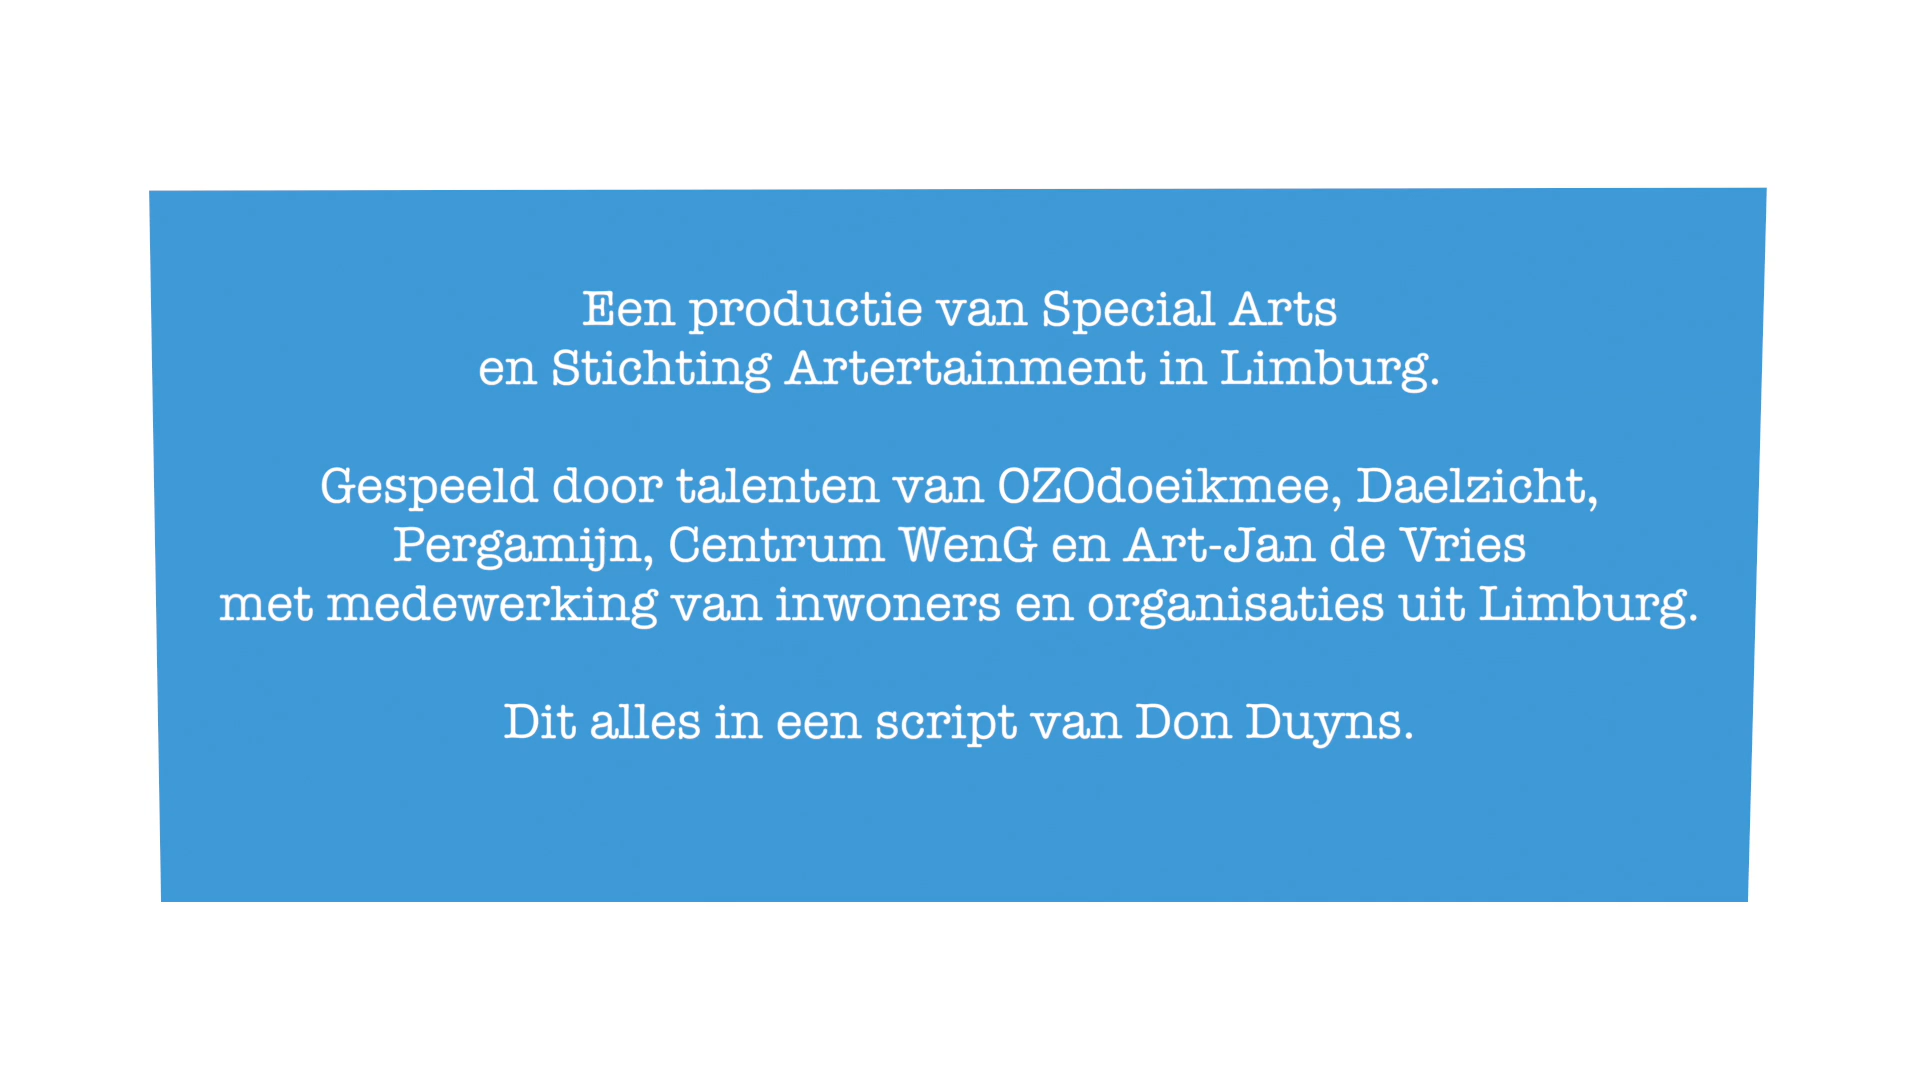 Een productie van Special Arts
en Stichting Artertainment in Limburg.
Gespeeld door talenten van OZOdoeikmee, Daelzicht,
Pergamijn, Centrum WenG en Art-Jan de Vries
met medewerking van inwoners en organisaties uit Limburg.
Dit alles in een script van Don Duyns.